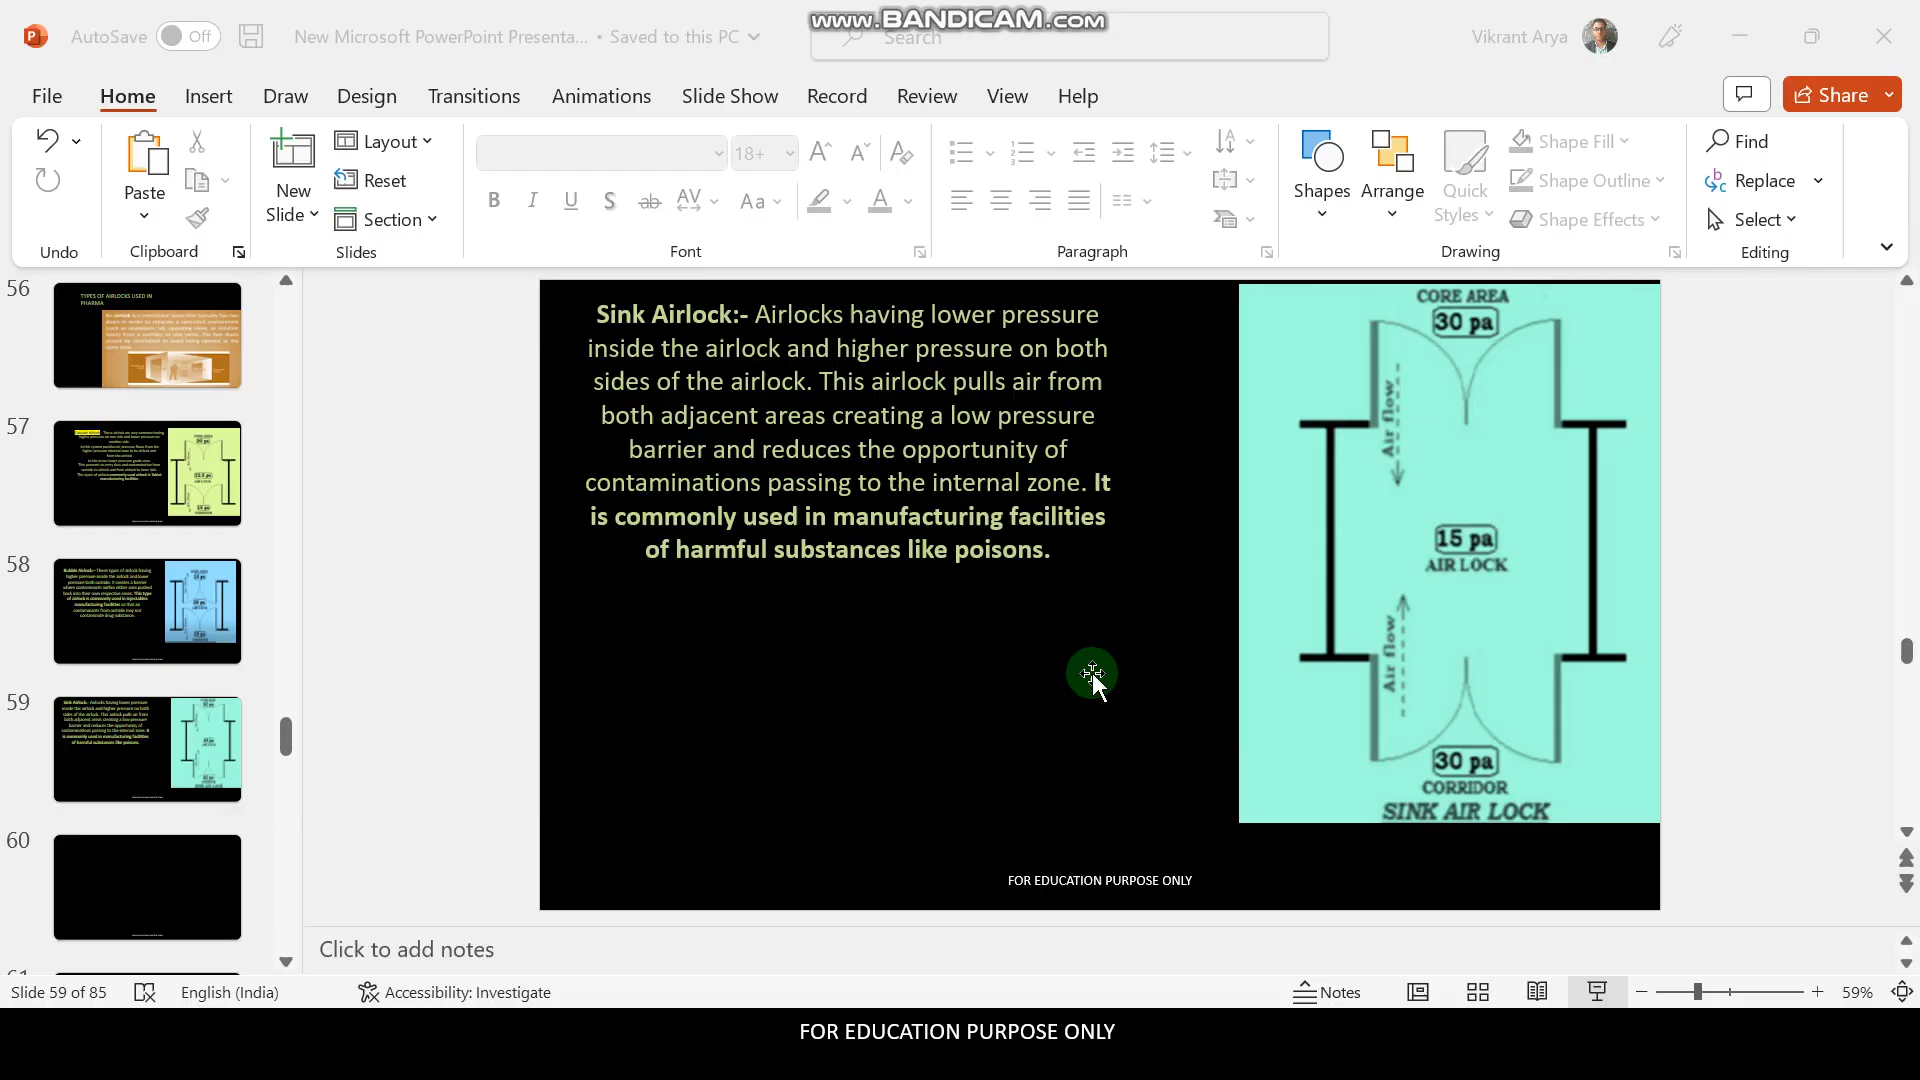 www.BANDICAM.com
AutoSave
Off
New Microsoft PowerPoint Presenta... • Saved to this PC
Search
Vikrant Arya
File
Home
Insert
Draw
Design
Transitions
Animations
Slide Show
Record
Review
View
Help
Share
Undo
Paste
Clipboard
New
Slide
Layout
Reset
Section
Slides
18+
Font
Paragraph
Shapes
Arrange
Quick
Styles
Shape Fill
Shape Outline
Shape Effects
Drawing
Find
Replace
Select
Editing
56
TYPES OF AIRLOCKS USED IN
PHARMA
57
58
59
60
61
Sink Airlock:- Airlocks having lower pressure
inside the airlock and higher pressure on both
sides of the airlock. This airlock pulls air from
both adjacent areas creating a low pressure
barrier and reduces the opportunity of
contaminations passing to the internal zone. It
is commonly used in manufacturing facilities
of harmful substances like poisons.
CORE AREA
30 pa
Air flow
15 pa
AIR LOCK
Air flow
30 pa
CORRIDOR
SINK AIR LOCK
FOR EDUCATION PURPOSE ONLY
Click to add notes
Slide 59 of 85
English (India)
Accessibility: Investigate
Notes
59%
FOR EDUCATION PURPOSE ONLY